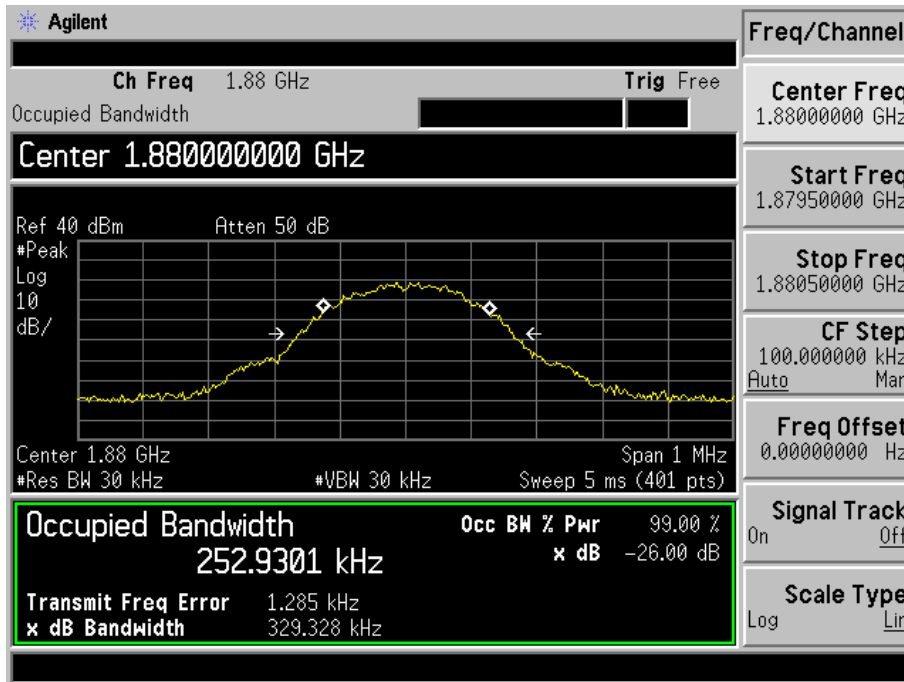 Agilent
Freq/Channel
Ch Freq 1.88 GHz Trig Free
Occupied Bandwidth
Center 1.880000000 GHz
Ref 40 dBm Atten 50 dB
#Peak
Log
10
dB/
Center 1.88 GHz Span 1 MHz
#Res BW 30 kHz #VBW 30 kHz Sweep 5 ms (401 pts)
Occupied Bandwidth Occ BW % Pwr 99.00 %
252.9301 kHz x dB -26.00 dB
Transmit Freq Error 1.285 kHz
x dB Bandwidth 329.328 kHz
Center Freq
1.88000000 GHz
Start Freq
1.87950000 GHz
Stop Freq
1.88050000 GHz
CF Step
100.000000 kHz
Auto Man
Freq Offset
0.00000000 Hz
Signal Track
On Off
Scale Type
Log Lin